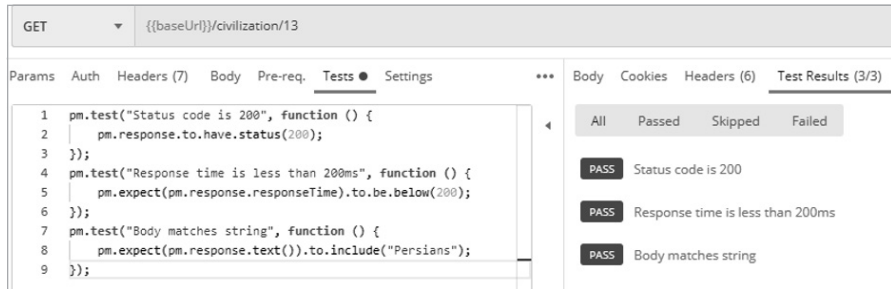 GET {{baseUrl}}/civilization/13
Params Auth Headers (7) Body Pre-req. Tests Settings
1 pm.test("Status code is 200", function () {
2 pm.response.to.have.status(200);
3 });
4 pm.test("Response time is less than 200ms", function () {
5 pm.expect(pm.response.responseTime).to.be.below(200);
6 });
7 pm.test("Body matches string", function () {
8 pm.expect(pm.response.text()).to.include("Persians");
9 });
Body Cookies Headers (6) Test Results (3/3)
All Passed Skipped Failed
PASS Status code is 200
PASS Response time is less than 200ms
PASS Body matches string